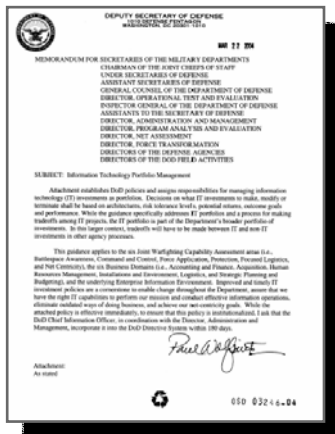 DEPUTY SECRETARY OF DEFENSE
1010 DEFENSE PENTAGON
WASHINGTON, DC 20301-1010
MAR 22 2004
MEMORANDUM FOR SECRETARIES OF THE MILITARY DEPARTMENTS
CHAIRMAN OF THE JOINT CHIEFS OF STAFF
UNDER SECRETARIES OF DEFENSE
ASSISTANT SECRETARIES OF DEFENSE
GENERAL COUNSEL OF THE DEPARTMENT OF DEFENSE
DIRECTOR, OPERATIONAL TEST AND EVALUATION
INSPECTOR GENERAL OF THE DEPARTMENT OF DEFENSE
ASSISTANTS TO THE SECRETARY OF DEFENSE
DIRECTOR, ADMINISTRATION AND MANAGEMENT
DIRECTOR, PROGRAM ANALYSIS AND EVALUATION
DIRECTOR, NET ASSESSMENT
DIRECTOR, FORCE TRANSFORMATION
DIRECTORS OF THE DEFENSE AGENCIES
DIRECTORS OF THE DOD FIELD ACTIVITIES
SUBJECT: Information Technology Portfolio Management
Attachment establishes DoD policies and assigns responsibilities for managing information
technology (IT) investments as portfolios. Decisions on what IT investments to make, modify or
terminate shall be based on architectures, risk tolerance levels, potential returns, outcome goals
and performance. While the guidance specifically addresses IT portfolios and a process for making
tradeoffs among IT projects, the IT portfolio is part of the Department's broader portfolio of
investments. In this larger context, tradeoffs will have to be made between IT and non-IT
investments in other agency processes.
This guidance applies to the six Joint Warfighting Capability Assessment areas (i.e.,
Battlespace Awareness, Command and Control, Force Application, Protection, Focused Logistics,
and Net Centricity), the six Business Domains (i.e., Accounting and Finance, Acquisition, Human
Resources Management, Installations and Environment, Logistics, and Strategic Planning and
Budgeting), and the underlying Enterprise Information Environment. Improved and timely IT
investment policies are a cornerstone to enable change throughout the Department, assure that we
have the right IT capabilities to perform our mission and conduct effective information operations,
eliminate outdated ways of doing business, and achieve our net-centricity goals. While the
attached policy is effective immediately, to ensure that this policy is institutionalized, I ask that the
DoD Chief Information Officer, in coordination with the Director, Administration and
Management, incorporate it into the DoD Directive System within 180 days.
Paul Wolfowitz
Attachment:
As stated
OSD 03246-04